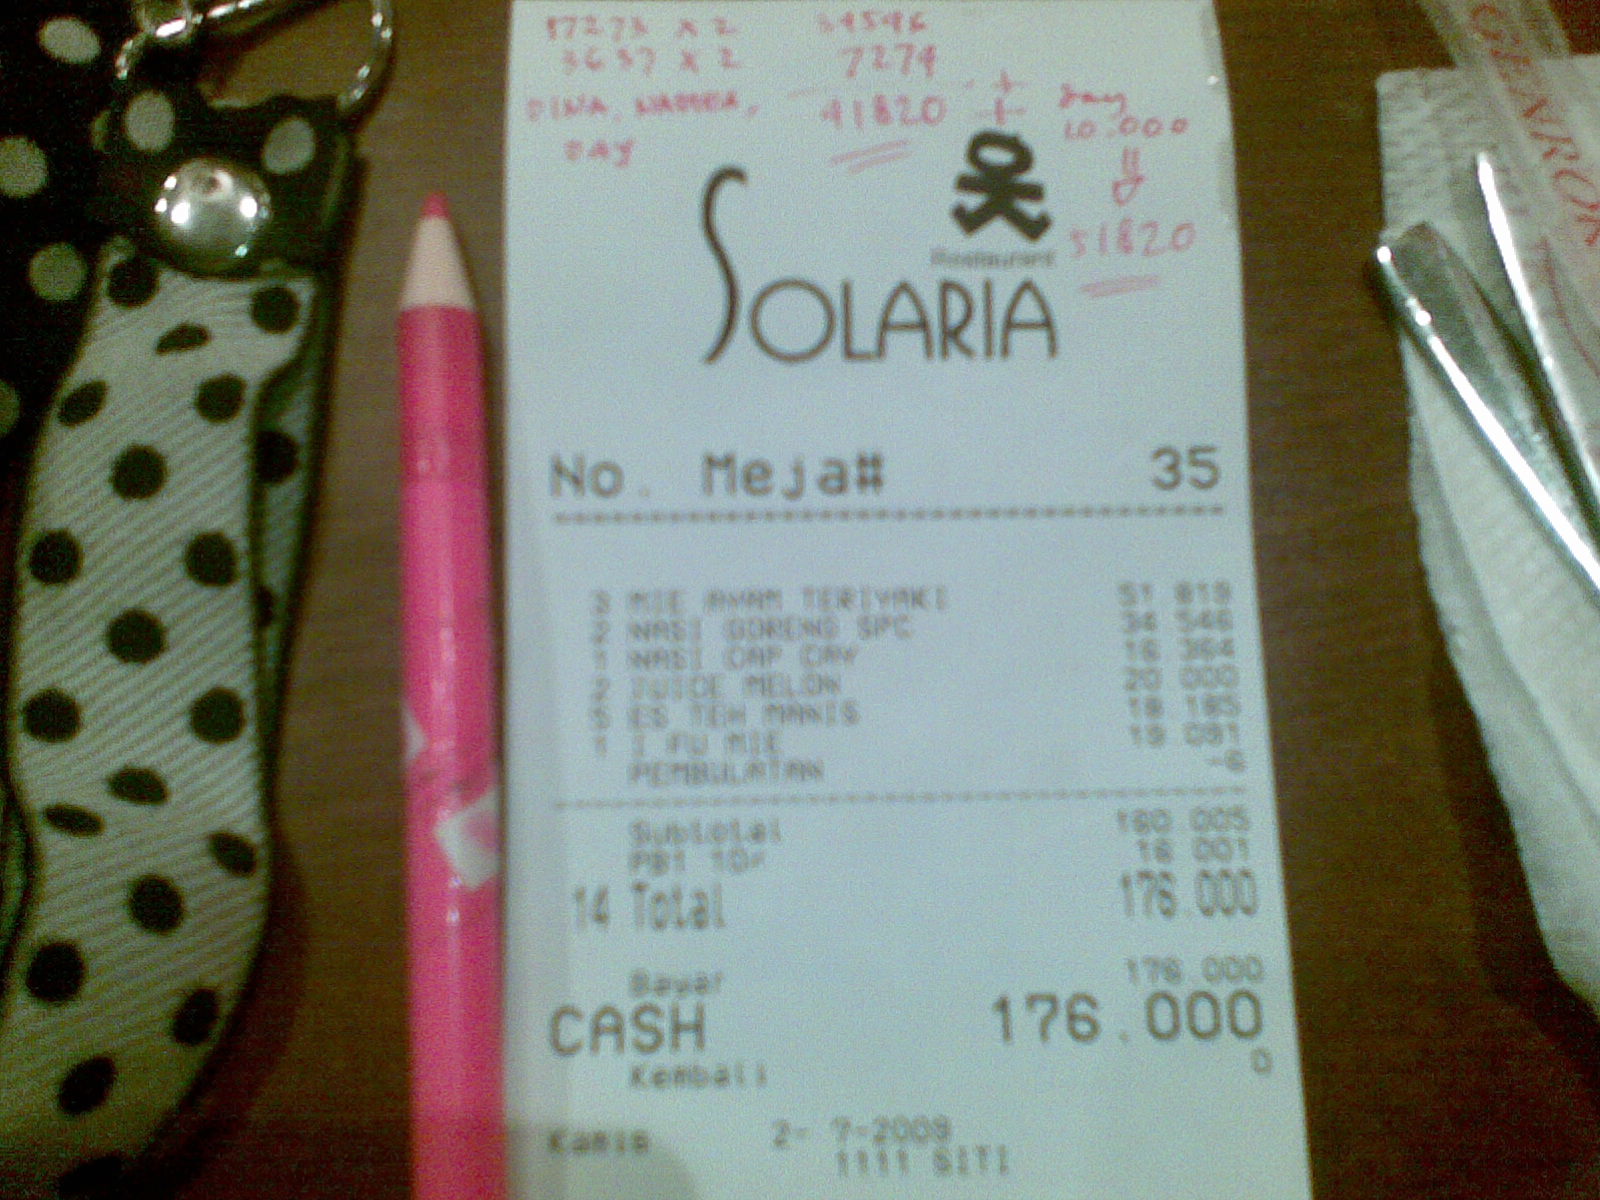 17273 x 2 34546
3637 x 2 7274
DINA, 41820 + 10.000
DAY
51820
Restaurant
SOLARIA
No. Meja# 35
3 MIE AYAM TERIYAKI 51 819
2 NASI GORENG SPC 34 546
1 NASI CAP CAY 16 364
2 JUICE MELON 20 000
5 ES TEH MANIS 18 185
1 I FU MIE 19 091
PEMBULATAN -6
Subtotal 160 005
PB1 10% 16 001
14 Total 176.000
Bayar 176 000
CASH 176.000
Kembali 0
Kamis 2- 7-2009
1111 SITI